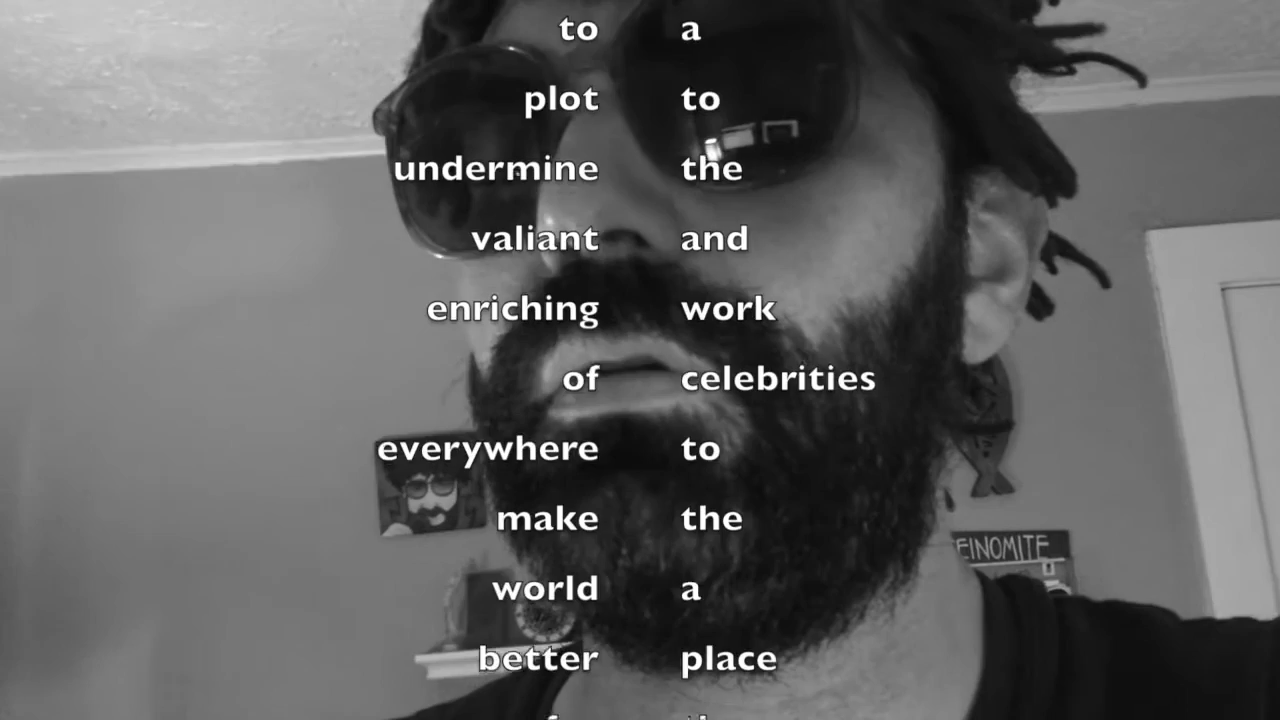 to a
plot to
undermine the
valiant and
enriching work
of celebrities
everywhere to
make the
world a
better place
EINOMITE